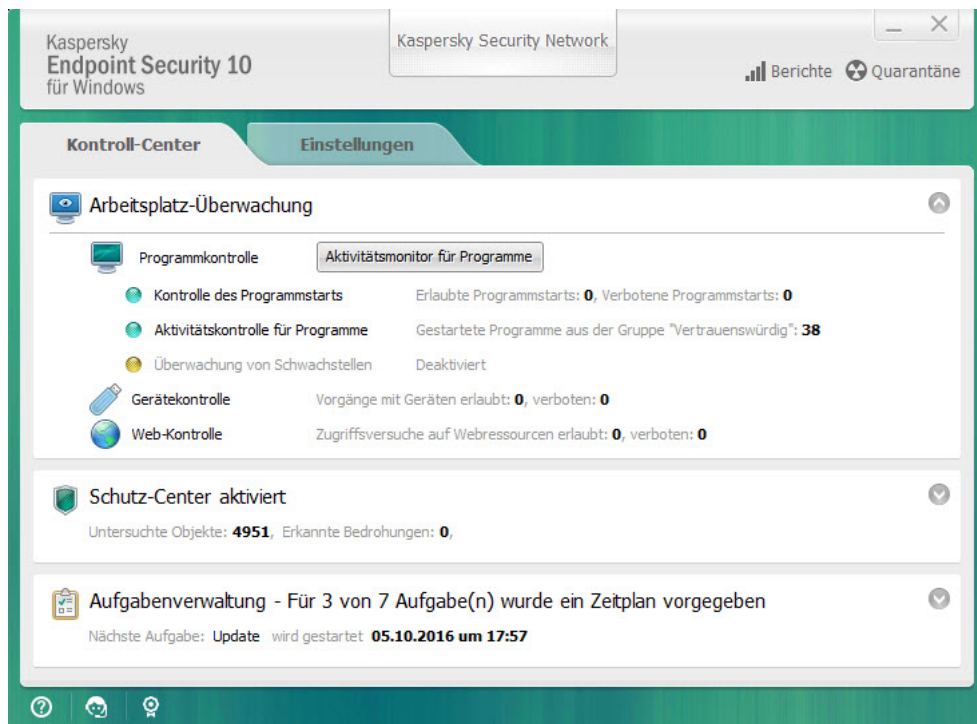 Kaspersky
Endpoint Security 10
für Windows
Kaspersky Security Network
Berichte Quarantäne
Kontroll-Center Einstellungen
Arbeitsplatz-Überwachung
Programmkontrolle Aktivitätsmonitor für Programme
Kontrolle des Programmstarts Erlaubte Programmstarts: 0, Verbotene Programmstarts: 0
Aktivitätskontrolle für Programme Gestartete Programme aus der Gruppe "Vertrauenswürdig": 38
Überwachung von Schwachstellen Deaktiviert
Gerätekontrolle Vorgänge mit Geräten erlaubt: 0, verboten: 0
Web-Kontrolle Zugriffsversuche auf Webressourcen erlaubt: 0, verboten: 0
Schutz-Center aktiviert
Untersuchte Objekte: 4951, Erkannte Bedrohungen: 0,
Aufgabenverwaltung - Für 3 von 7 Aufgabe(n) wurde ein Zeitplan vorgegeben
Nächste Aufgabe: Update wird gestartet 05.10.2016 um 17:57